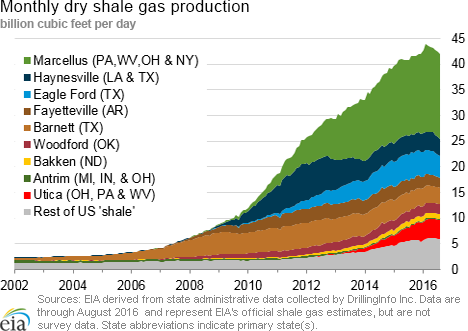 Monthly dry shale gas production
billion cubic feet per day
Marcellus (PA,WV,OH & NY)
Haynesville (LA & TX)
Eagle Ford (TX)
Fayetteville (AR)
Barnett (TX)
Woodford (OK)
Bakken (ND)
Antrim (MI, IN, & OH)
Utica (OH, PA & WV)
Rest of US 'shale'
50
45
40
35
30
25
20
15
10
5
0
2002 2004 2006 2008 2010 2012 2014 2016
eia
Sources: EIA derived from state administrative data collected by DrillingInfo Inc. Data are
through August 2016 and represent EIA's official shale gas estimates, but are not
survey data. State abbreviations indicate primary state(s).